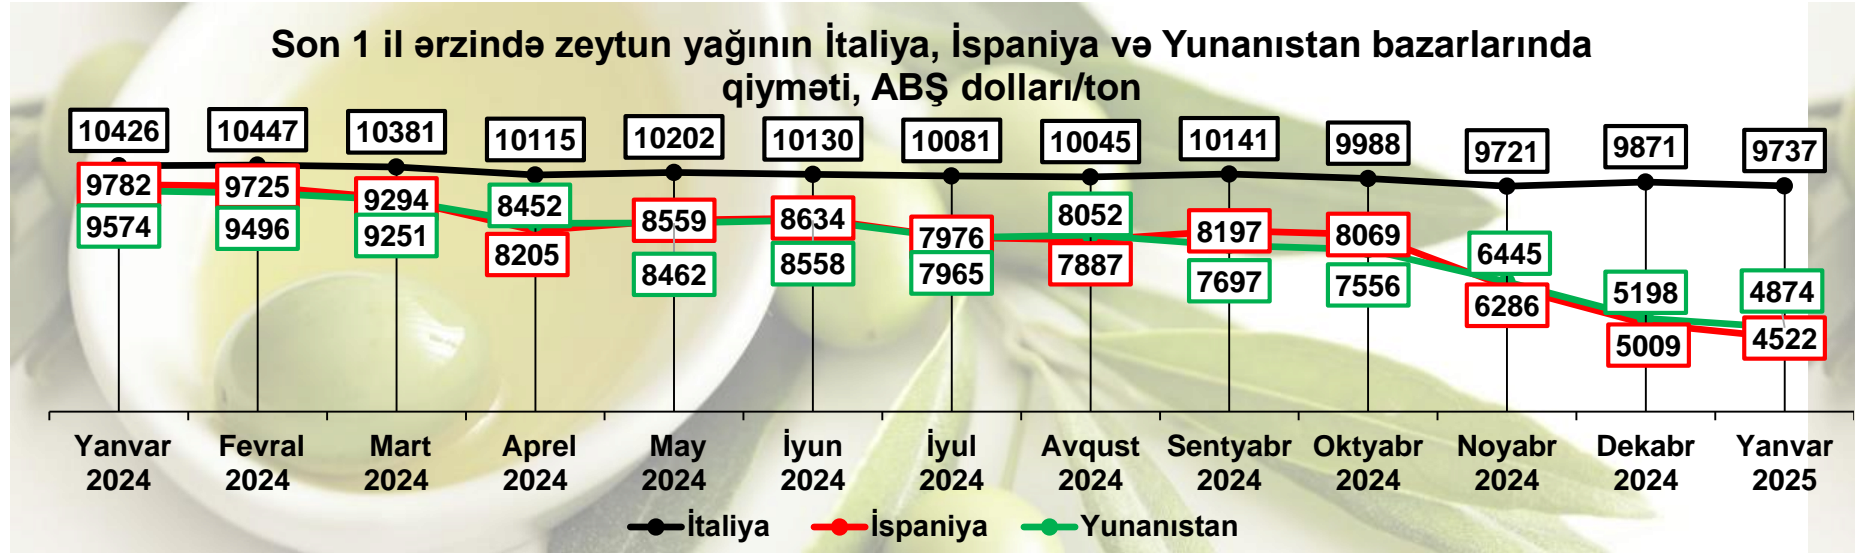 Son 1 il ərzində zeytun yağının İtaliya, İspaniya və Yunanıstan bazarlarında
qiyməti, ABŞ dolları/ton
10426 10447 10381 10115 10202 10130 10081 10045 10141 9988 9721 9871 9737
9782 9725 9294 8452 8559 8634 7976 8052 8197 8069 6445 5198 4874
9574 9496 9251 8205 8462 8558 7965 7887 7697 7556 6286 5009 4522
Yanvar Fevral Mart Aprel May İyun İyul Avqust Sentyabr Oktyabr Noyabr Dekabr Yanvar
2024 2024 2024 2024 2024 2024 2024 2024 2024 2024 2024 2024 2025
İtaliya İspaniya Yunanıstan